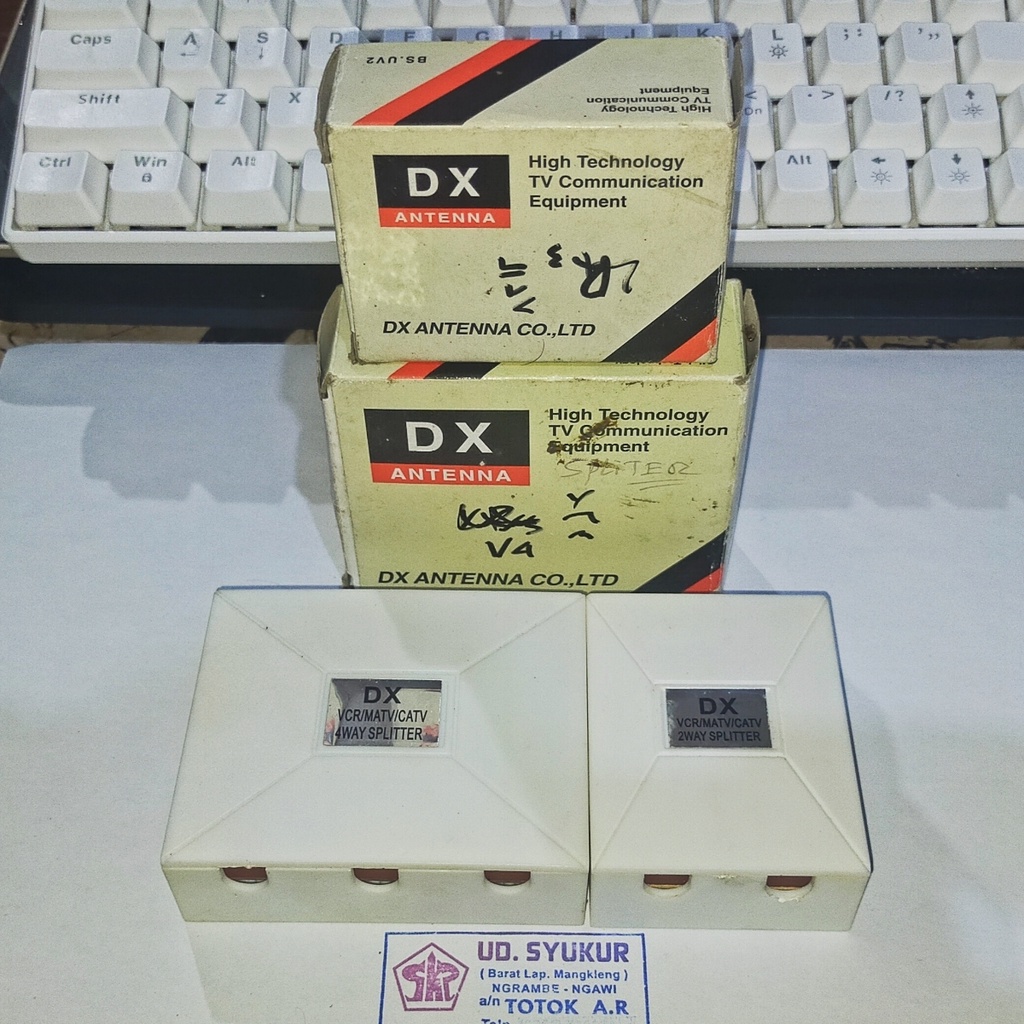 Caps
A
S
D
F
G
H
J
K
L
; :
' "
Shift
Z
X
. >
/ ?
Ctrl
Win
Alt
Alt
BS.UV2
High Technology
TV Communication
Equipment
DX
ANTENNA
High Technology
TV Communication
Equipment
DX ANTENNA CO.,LTD
DX
ANTENNA
High Technology
TV Communication
Equipment
SPLITER
V4
DX ANTENNA CO.,LTD
DX
VCR/MATV/CATV
4WAY SPLITTER
DX
VCR/MATV/CATV
2WAY SPLITTER
UD. SYUKUR
( Barat Lap. Mangkleng )
NGRAMBE - NGAWI
a/n TOTOK A.R